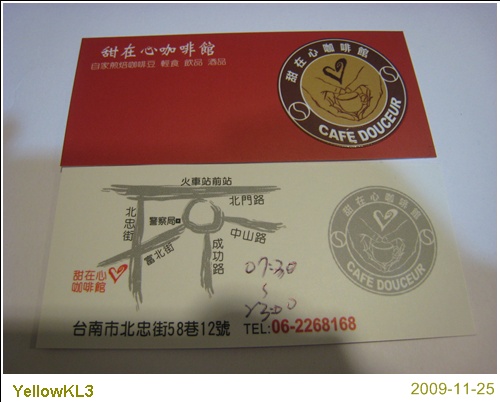 甜在心咖啡館
自家煎焙咖啡豆 輕食 飲品 酒品
甜在心咖啡館
CAFÉ DOUCEUR
火車站前站
北門路
北忠街
警察局
中山路
富北街
成功路
甜在心
咖啡館
07:30
23:00
甜在心咖啡館
CAFE DOUCEUR
台南市北忠街58巷12號 TEL:06-2268168
YellowKL3
2009-11-25